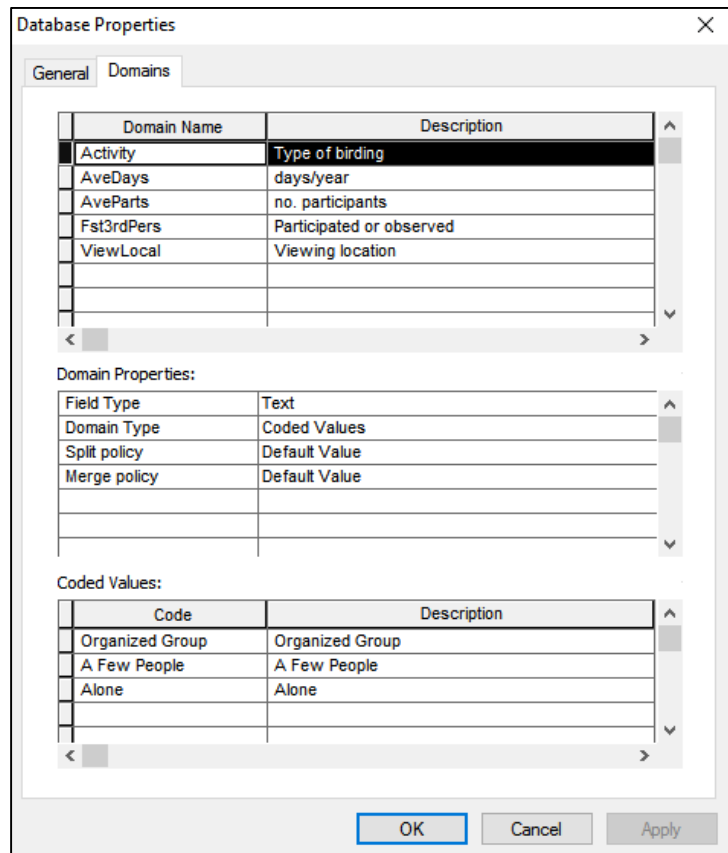 Database Properties
General Domains
Domain Name Description
Activity Type of birding
AveDays days/year
AveParts no. participants
Fst3rdPers Participated or observed
ViewLocal Viewing location
Domain Properties:
Field Type Text
Domain Type Coded Values
Split policy Default Value
Merge policy Default Value
Coded Values:
Code Description
Organized Group Organized Group
A Few People A Few People
Alone Alone
OK Cancel Apply